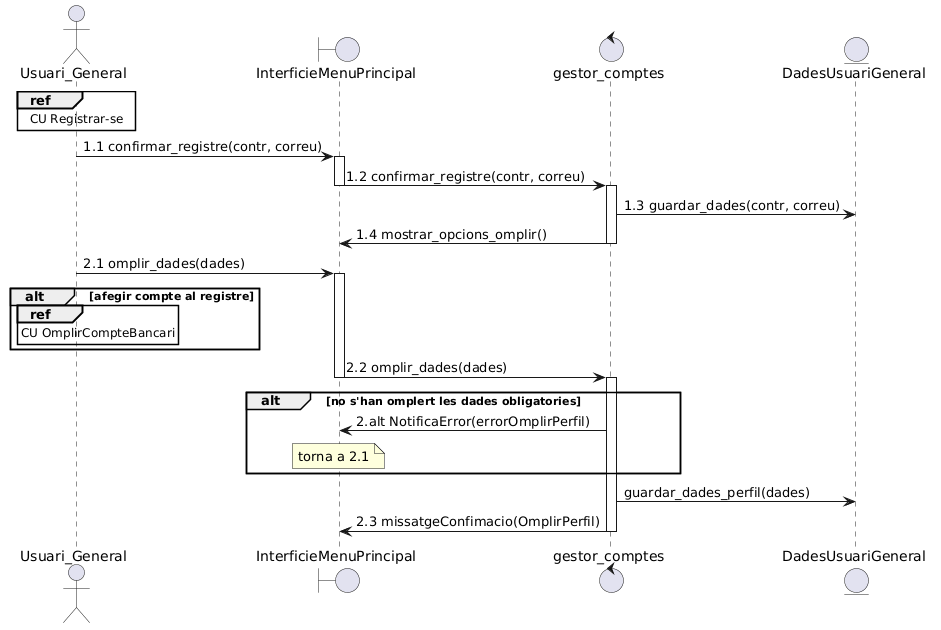 Usuari_General
InterficieMenuPrincipal
gestor_comptes
DadesUsuariGeneral
ref
CU Registrar-se
1.1 confirmar_registre(contr, correu)
1.2 confirmar_registre(contr, correu)
1.3 guardar_dades(contr, correu)
1.4 mostrar_opcions_omplir()
2.1 omplir_dades(dades)
alt [afegir compte al registre]
ref
CU OmplirCompteBancari
2.2 omplir_dades(dades)
alt [no s'han omplert les dades obligatories]
2.alt NotificaError(errorOmplirPerfil)
torna a 2.1
guardar_dades_perfil(dades)
2.3 missatgeConfimacio(OmplirPerfil)
Usuari_General
InterficieMenuPrincipal
gestor_comptes
DadesUsuariGeneral